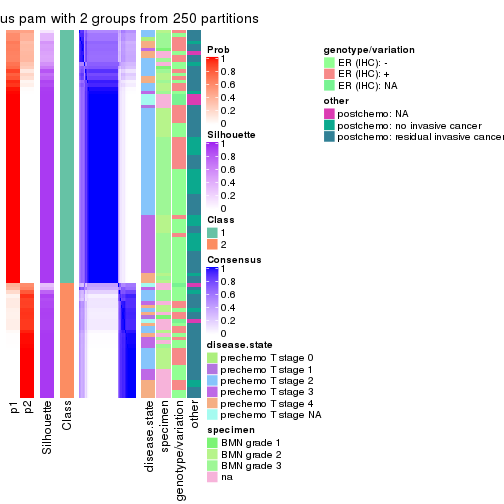 us pam with 2 groups from 250 partitions
Prob
1
0.8
0.6
0.4
0.2
0
Silhouette
1
0.8
0.6
0.4
0.2
0
Class
1
2
Consensus
1
0.8
0.6
0.4
0.2
0
disease.state
prechemo T stage 0
prechemo T stage 1
prechemo T stage 2
prechemo T stage 3
prechemo T stage 4
prechemo T stage NA
specimen
BMN grade 1
BMN grade 2
BMN grade 3
na
genotype/variation
ER (IHC): -
ER (IHC): +
ER (IHC): NA
other
postchemo: NA
postchemo: no invasive cancer
postchemo: residual invasive cancer
p1
p2
Silhouette
Class
disease.state
specimen
genotype/variation
other